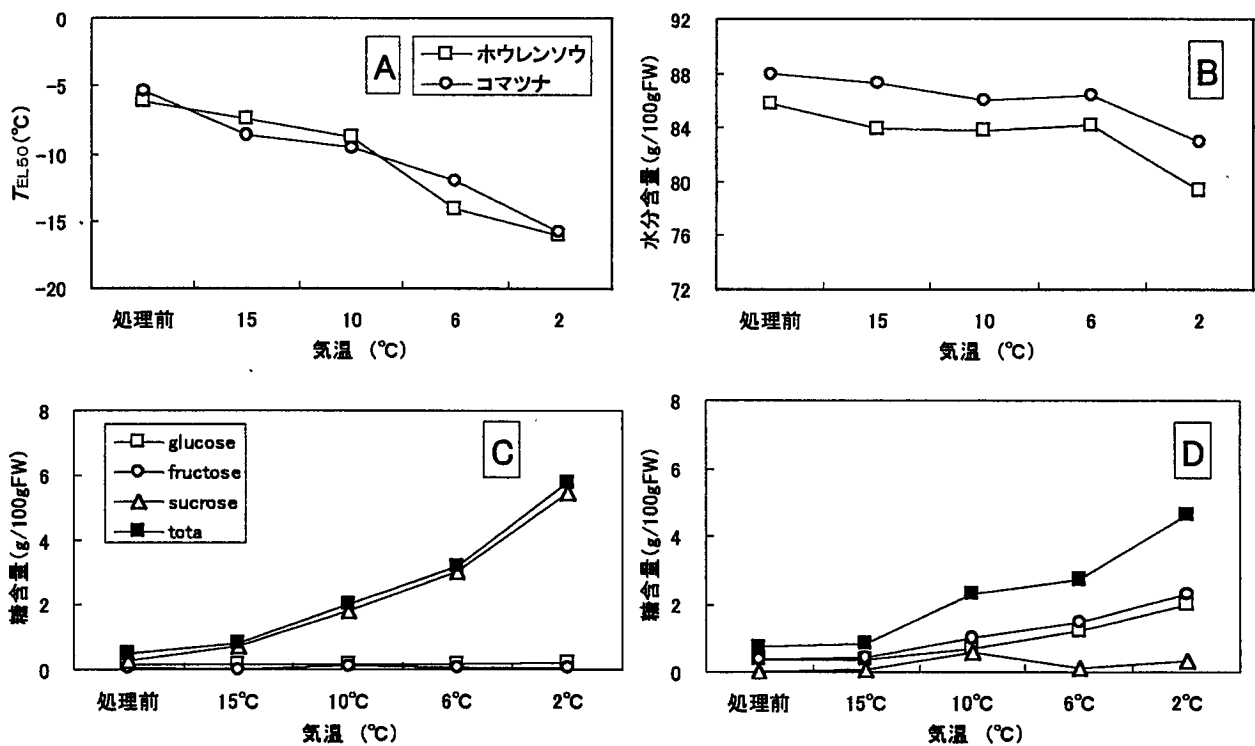 A
ホウレンソウ
コマツナ
0
-5
-10
-15
-20
TEL50(℃)
処理前 15 10 6 2
気温 (℃)
B
92
88
84
80
76
72
水分含量(g/100gFW)
処理前 15 10 6 2
気温 (℃)
C
glucose
fructose
sucrose
tota
8
6
4
2
0
糖含量(g/100gFW)
処理前 15℃ 10℃ 6℃ 2℃
気温 (℃)
D
8
6
4
2
0
糖含量(g/100gFW)
処理前 15℃ 10℃ 6℃ 2℃
気温 (℃)